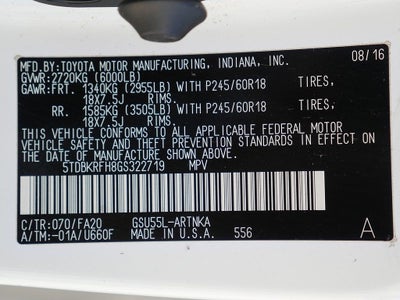 MFD.BY:TOYOTA MOTOR MANUFACTURING, INDIANA, INC. 08/16
GVWR:2720KG (6000LB)
GAWR:FRT. 1340KG (2955LB) WITH P245/60R18 TIRES,
18X7.5J RIMS.
RR. 1585KG (3505LB) WITH P245/60R18 TIRES,
18X7.5J RIMS.
THIS VEHICLE CONFORMS TO ALL APPLICABLE FEDERAL MOTOR
VEHICLE SAFETY AND THEFT PREVENTION STANDARDS IN EFFECT ON
THE DATE OF MANUFACTURE SHOWN ABOVE.
5TDBKRFH8GS322719 MPV
C/TR:070/FA20 GSU55L-ARTNKA
A/TM:-01A/U660F MADE IN U.S.A. 556 A